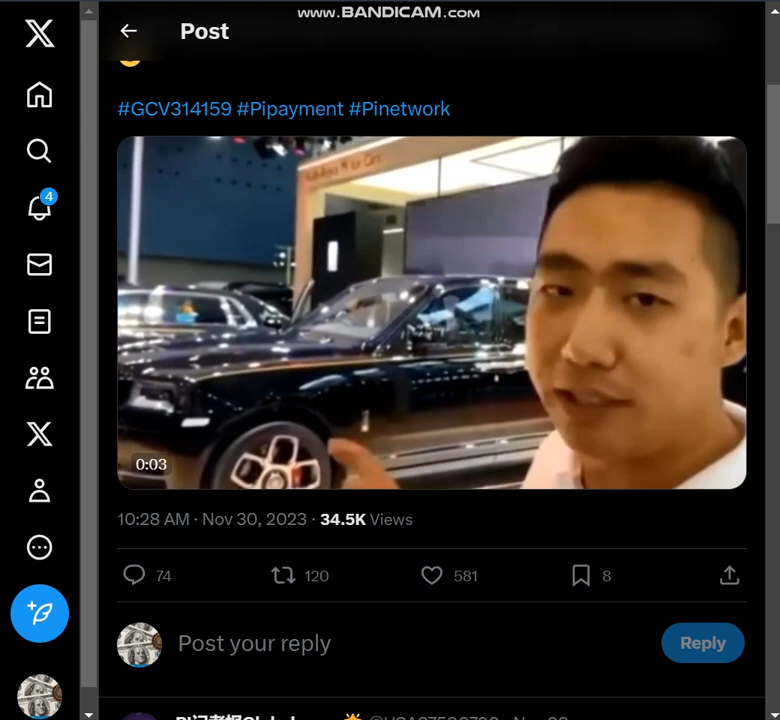 www.BANDICAM.com
Post
#GCV314159 #Pipayment #Pinetwork
4
0:03
10:28 AM · Nov 30, 2023 · 34.5K Views
74
120
581
8
Post your reply
Reply